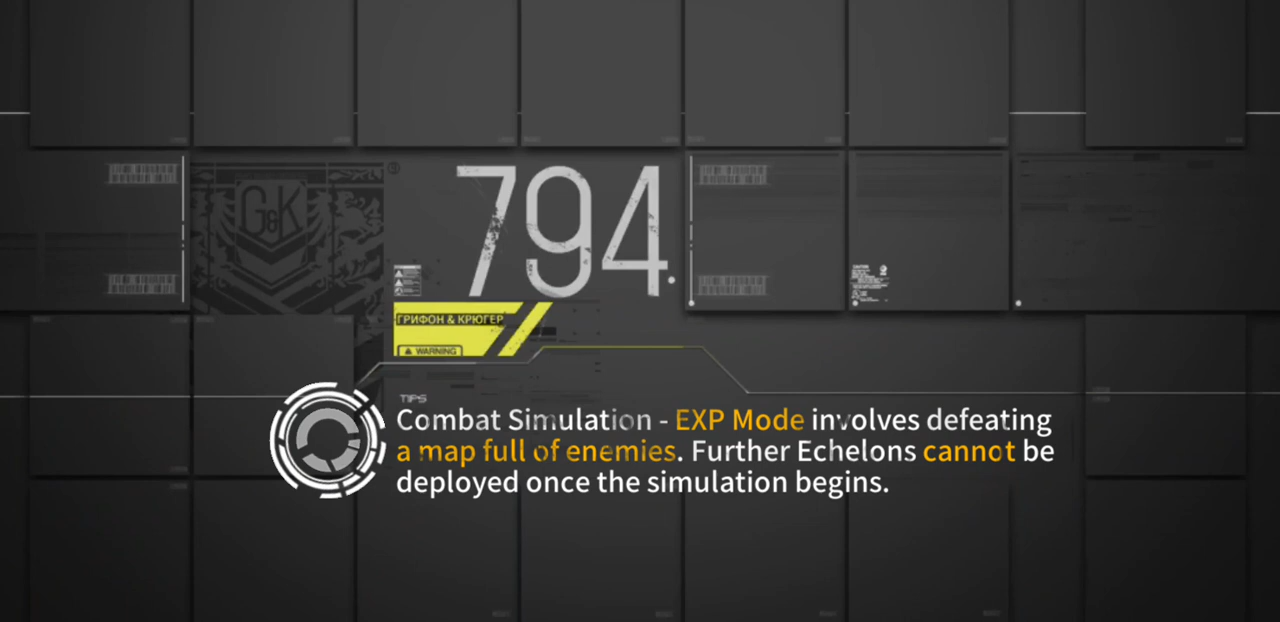 G&K
794.
ГРИФОН & КРЮГЕР
WARNING
TIPS
Combat Simulation - EXP Mode involves defeating
a map full of enemies. Further Echelons cannot be
deployed once the simulation begins.